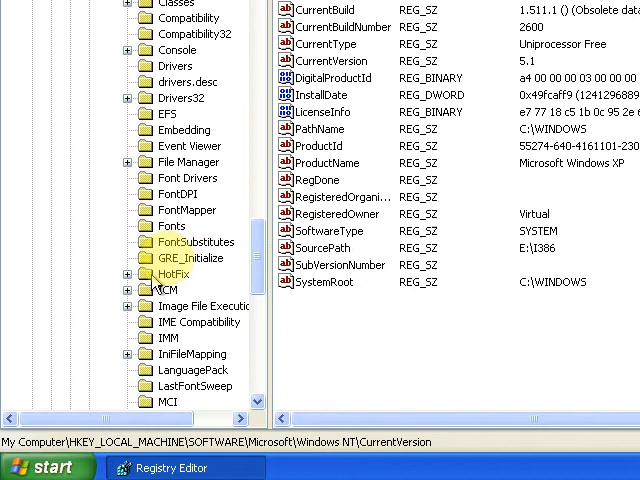 Classes
Compatibility
Compatibility32
Console
Drivers
drivers.desc
Drivers32
EFS
Embedding
Event Viewer
File Manager
Font Drivers
FontDPI
FontMapper
Fonts
FontSubstitutes
GRE_Initialize
HotFix
ICM
Image File Executio
IME Compatibility
IMM
IniFileMapping
LanguagePack
LastFontSweep
MCI
CurrentBuild REG_SZ 1.511.1 () (Obsolete data
CurrentBuildNumber REG_SZ 2600
CurrentType REG_SZ Uniprocessor Free
CurrentVersion REG_SZ 5.1
DigitalProductId REG_BINARY a4 00 00 00 03 00 00 00
InstallDate REG_DWORD 0x49fcaff9 (1241296889
LicenseInfo REG_BINARY e7 77 18 c5 1b 0c 95 2e 6
PathName REG_SZ C:\WINDOWS
ProductId REG_SZ 55274-640-4161101-230
ProductName REG_SZ Microsoft Windows XP
RegDone REG_SZ
RegisteredOrgani... REG_SZ
RegisteredOwner REG_SZ Virtual
SoftwareType REG_SZ SYSTEM
SourcePath REG_SZ E:\I386
SubVersionNumber REG_SZ
SystemRoot REG_SZ C:\WINDOWS
My Computer\HKEY_LOCAL_MACHINE\SOFTWARE\Microsoft\Windows NT\CurrentVersion
start
Registry Editor